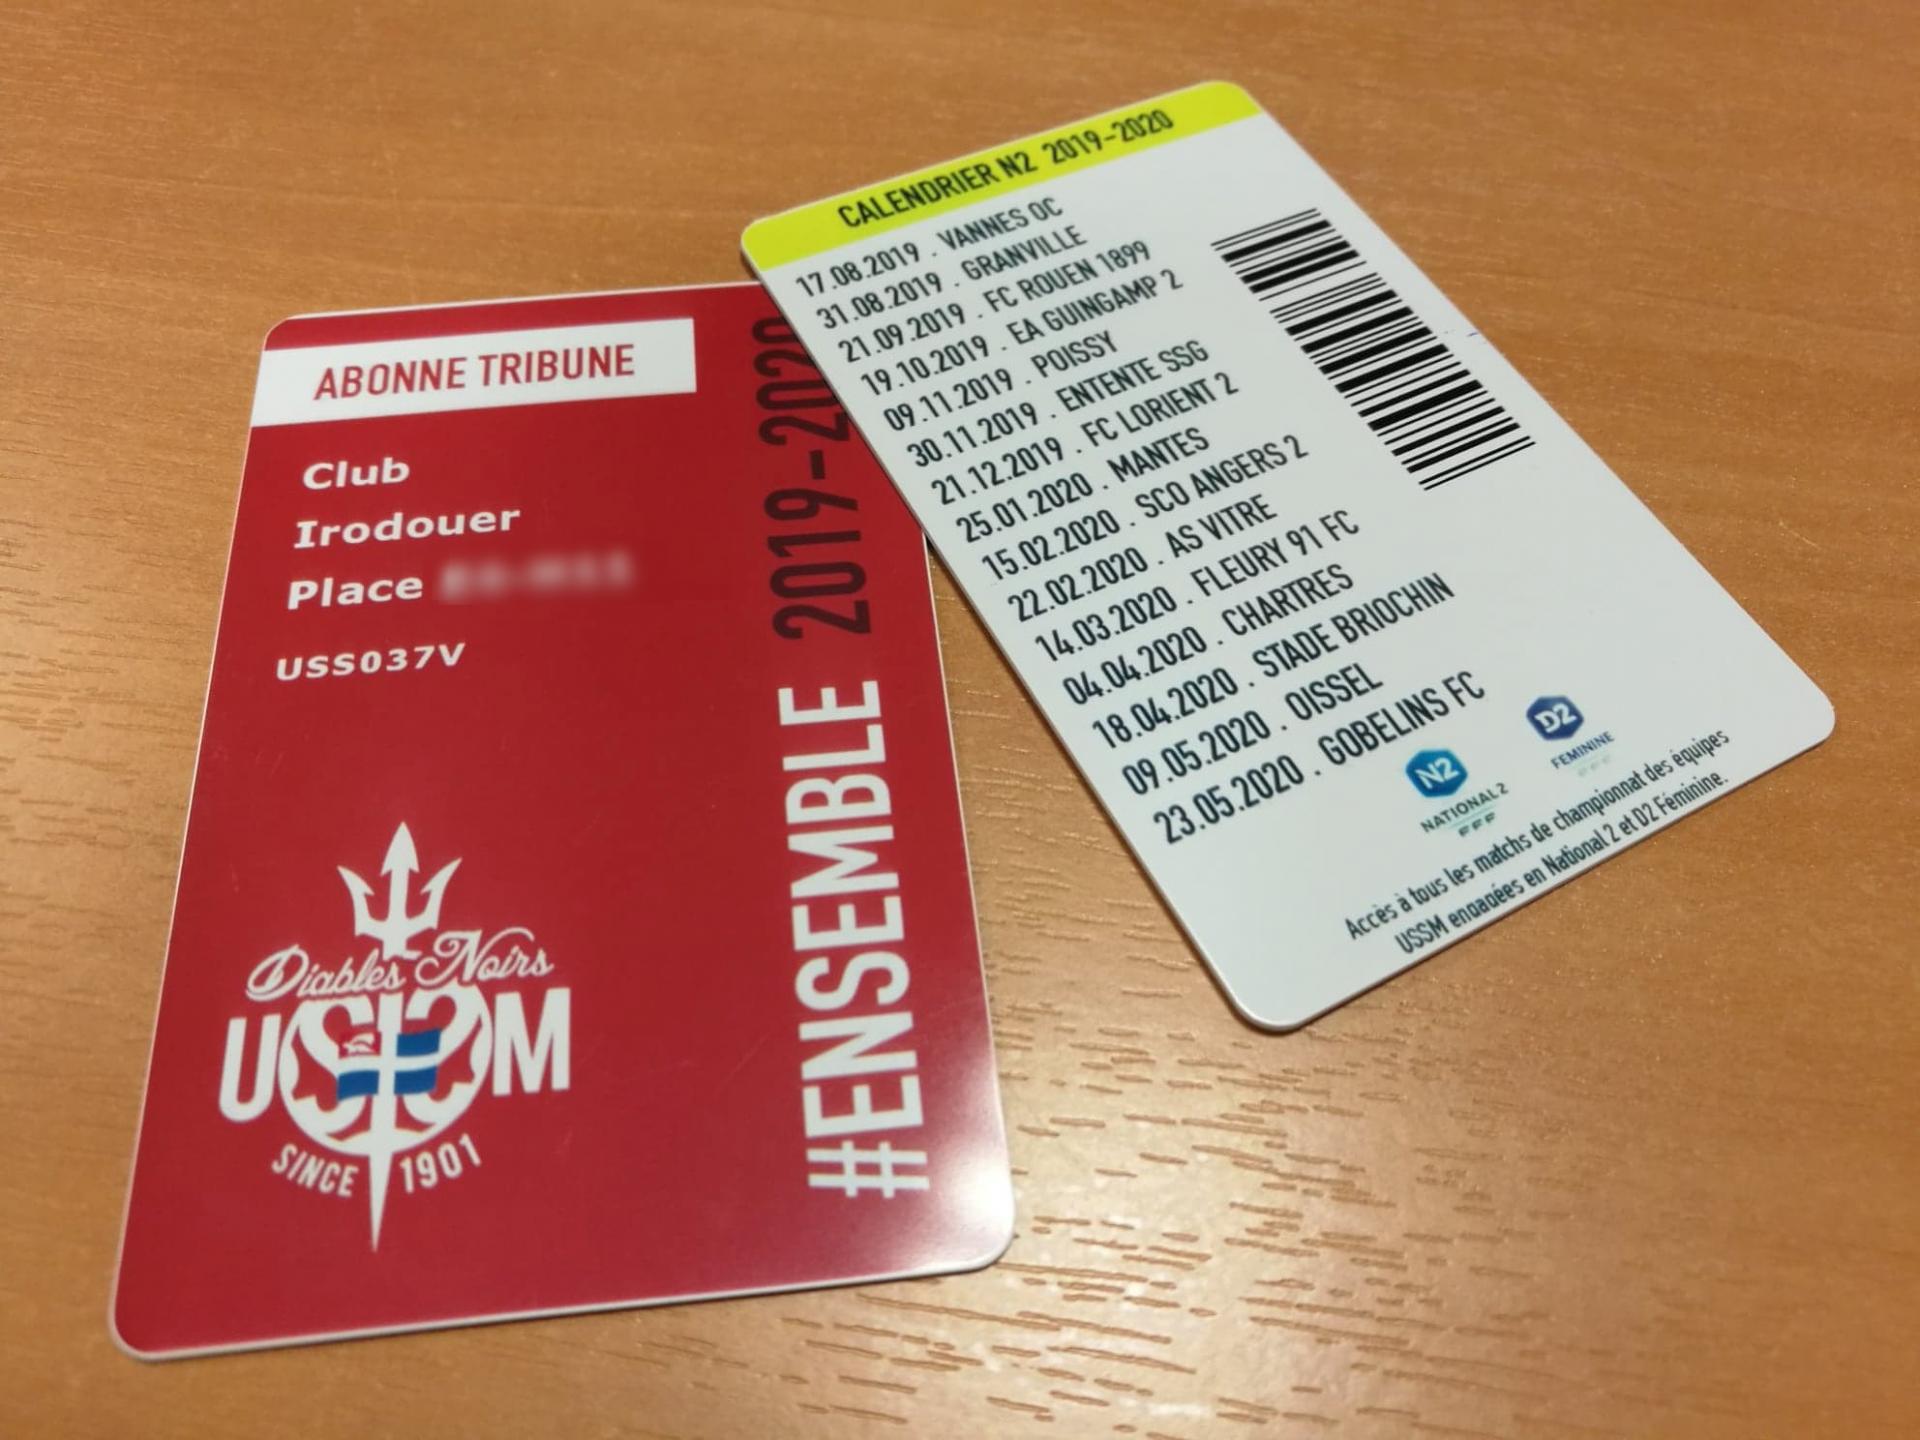 ABONNE TRIBUNE
Club
Irodouer
Place
USS037V
Diables Noirs
USSM
SINCE 1901
#ENSEMBLE 2019-2020
CALENDRIER N2 2019-2020
17.08.2019 . VANNES OC
31.08.2019 . GRANVILLE
21.09.2019 . FC ROUEN 1899
19.10.2019 . EA GUINGAMP 2
09.11.2019 . POISSY
30.11.2019 . ENTENTE SSG
21.12.2019 . FC LORIENT 2
25.01.2020 . MANTES
15.02.2020 . SCO ANGERS 2
22.02.2020 . AS VITRE
14.03.2020 . FLEURY 91 FC
04.04.2020 . CHARTRES
18.04.2020 . STADE BRIOCHIN
09.05.2020 . OISSEL
23.05.2020 . GOBELINS FC
N2
NATIONAL 2
FFF
D2
FEMININE
FFF
Accès à tous les matchs de championnat des équipes
USSM engagées en National 2 et D2 Féminine.